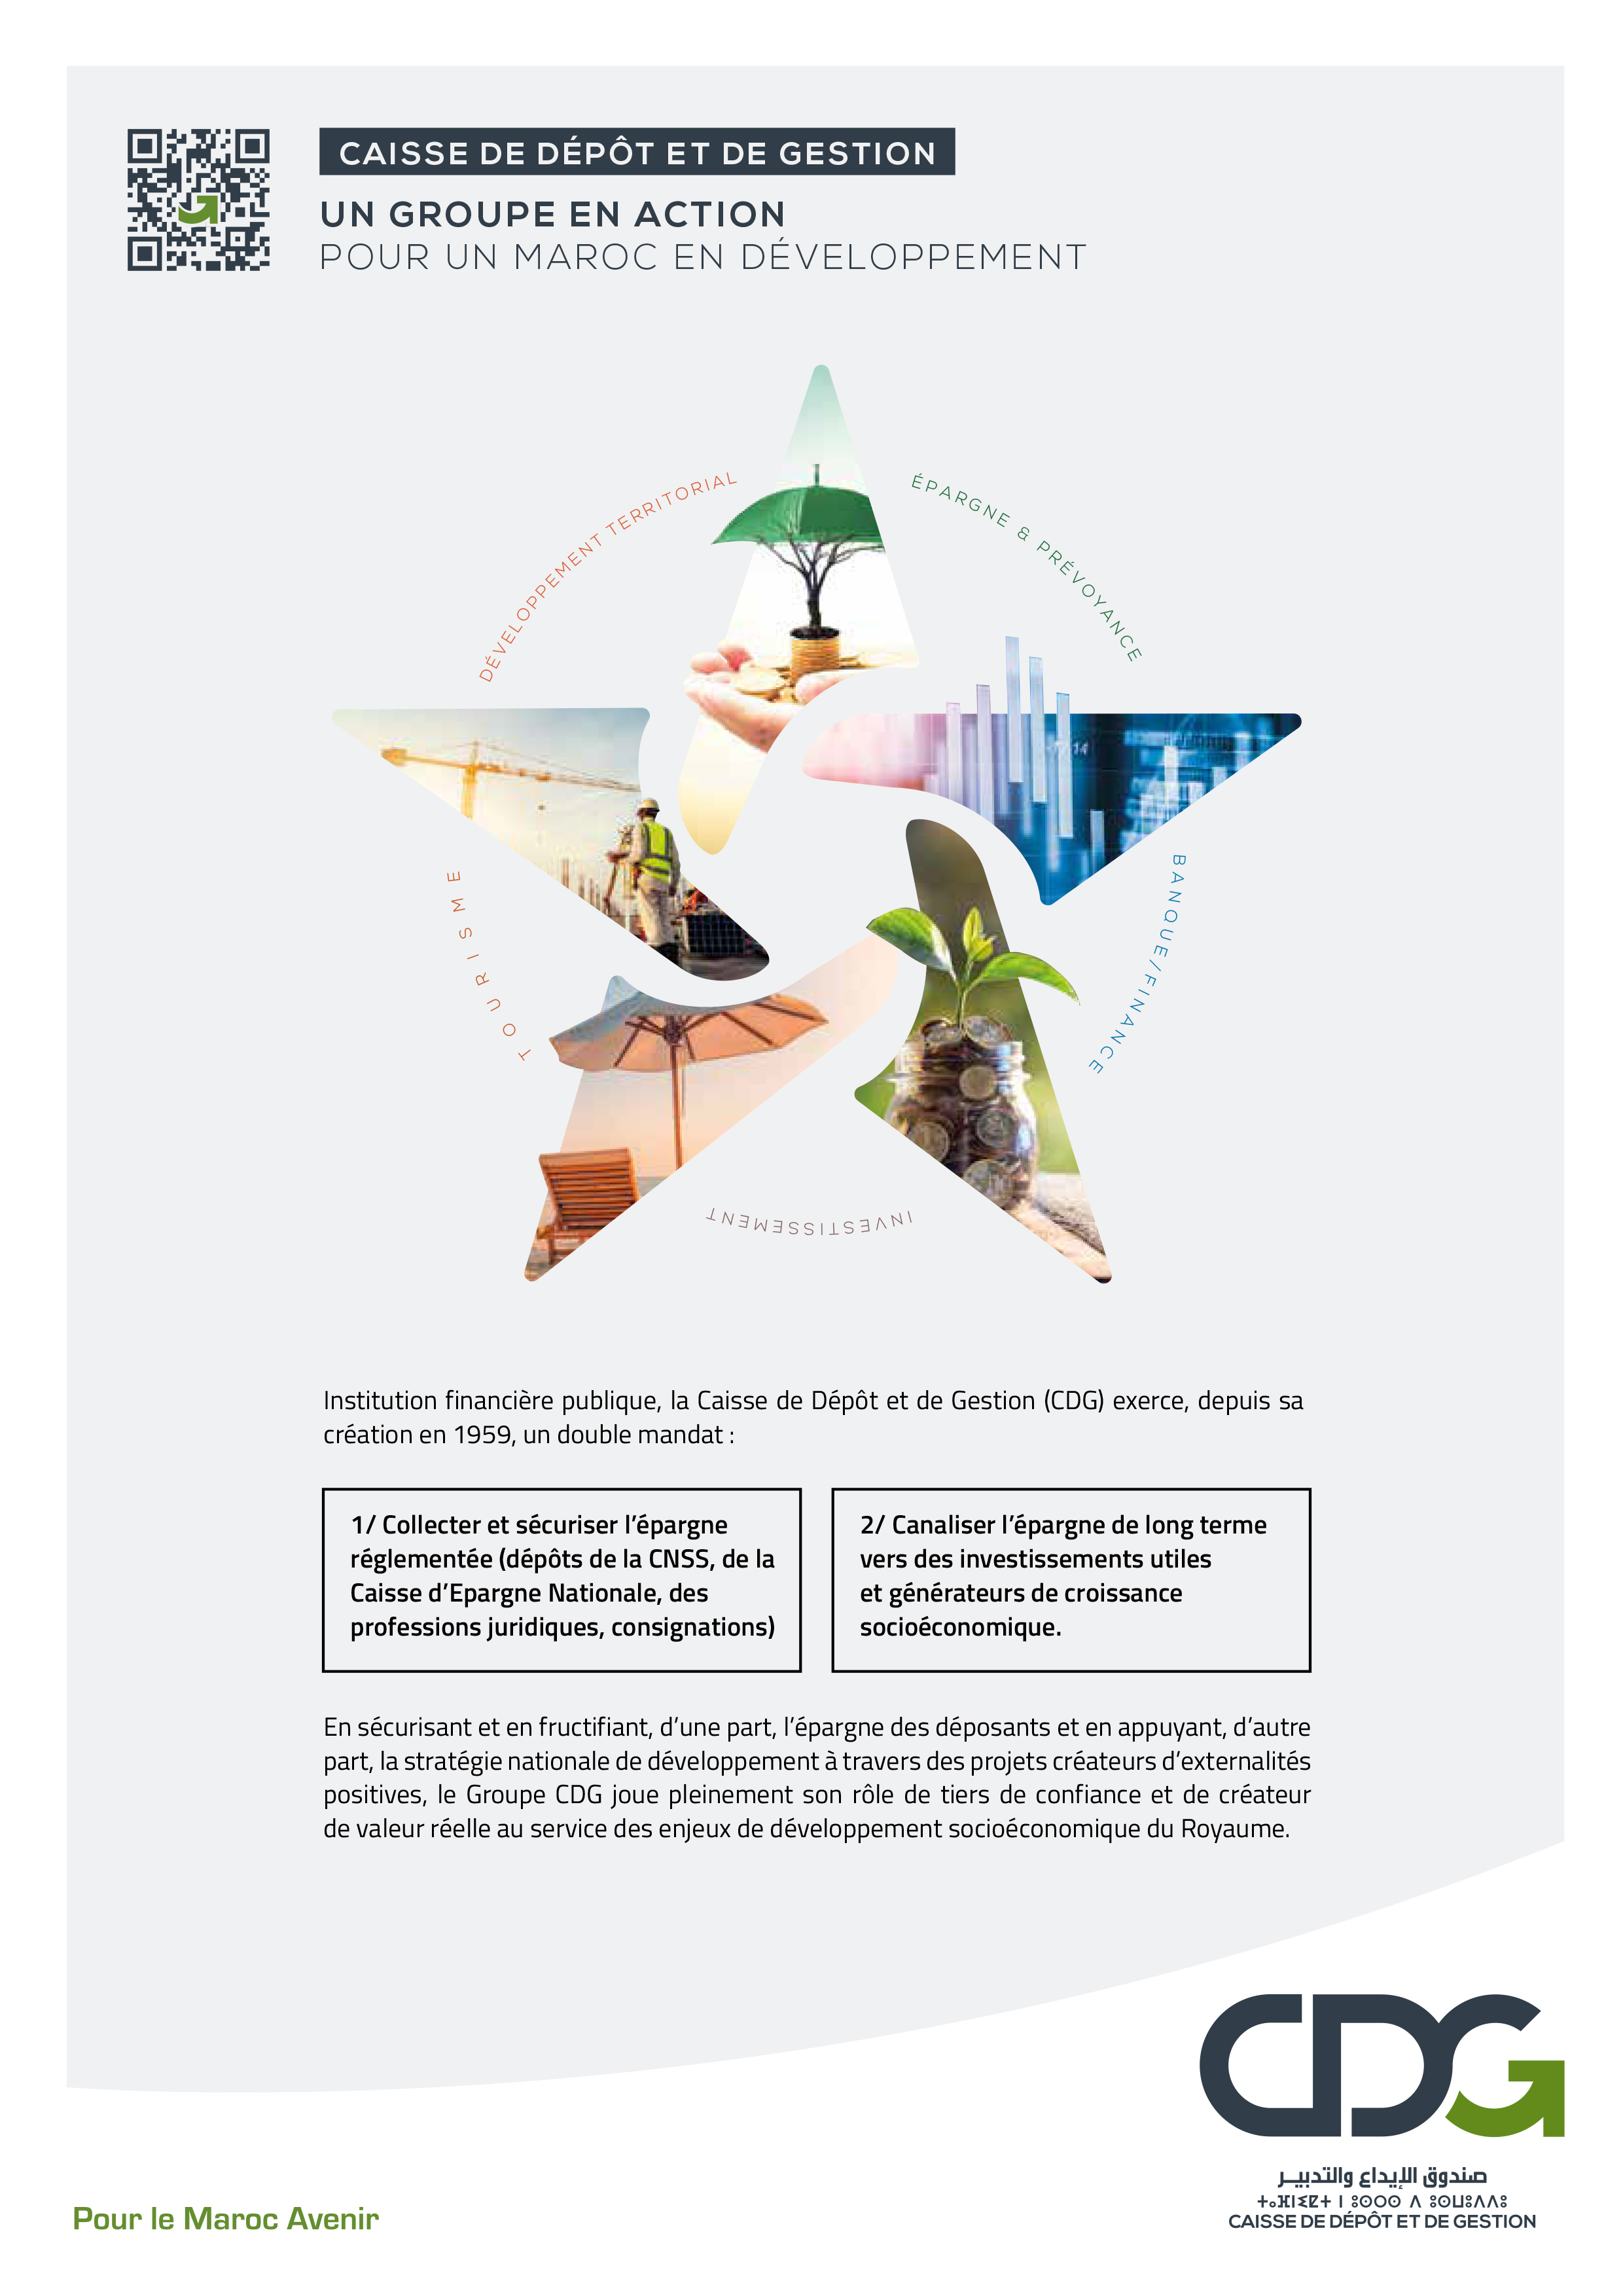 CAISSE DE DÉPÔT ET DE GESTION
UN GROUPE EN ACTION
POUR UN MAROC EN DÉVELOPPEMENT
DÉVELOPPEMENT TERRITORIAL
ÉPARGNE & PRÉVOYANCE
TOURISME
BANQUE/FINANCE
INVESTISSEMENT
Institution financière publique, la Caisse de Dépôt et de Gestion (CDG) exerce, depuis sa
création en 1959, un double mandat :
1/ Collecter et sécuriser l’épargne
réglementée (dépôts de la CNSS, de la
Caisse d’Epargne Nationale, des
professions juridiques, consignations)
2/ Canaliser l’épargne de long terme
vers des investissements utiles
et générateurs de croissance
socioéconomique.
En sécurisant et en fructifiant, d’une part, l’épargne des déposants et en appuyant, d’autre
part, la stratégie nationale de développement à travers des projets créateurs d’externalités
positives, le Groupe CDG joue pleinement son rôle de tiers de confiance et de créateur
de valeur réelle au service des enjeux de développement socioéconomique du Royaume.
CDG
صندوق الإيداع والتدبير
ⵜⴰⴼⵏⵉⵇⵜ ⵏ ⵓⵙⵔⵙ ⴷ ⵓⵙⵡⵓⴷⴷⵓ
CAISSE DE DÉPÔT ET DE GESTION
Pour le Maroc Avenir